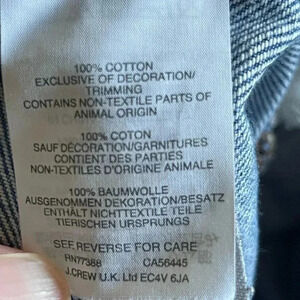 100% COTTON
EXCLUSIVE OF DECORATION/
TRIMMING
CONTAINS NON-TEXTILE PARTS OF
ANIMAL ORIGIN
100% COTON
SAUF DÉCORATION/GARNITURES
CONTIENT DES PARTIES
NON-TEXTILES D'ORIGINE ANIMALE
100% BAUMWOLLE
AUSGENOMMEN DEKORATION/BESATZ
ENTHÄLT NICHTTEXTILE TEILE
TIERISCHEN URSPRUNGS
SEE REVERSE FOR CARE
RN77388 CA56445
J.CREW U.K. Ltd EC4V 6JA